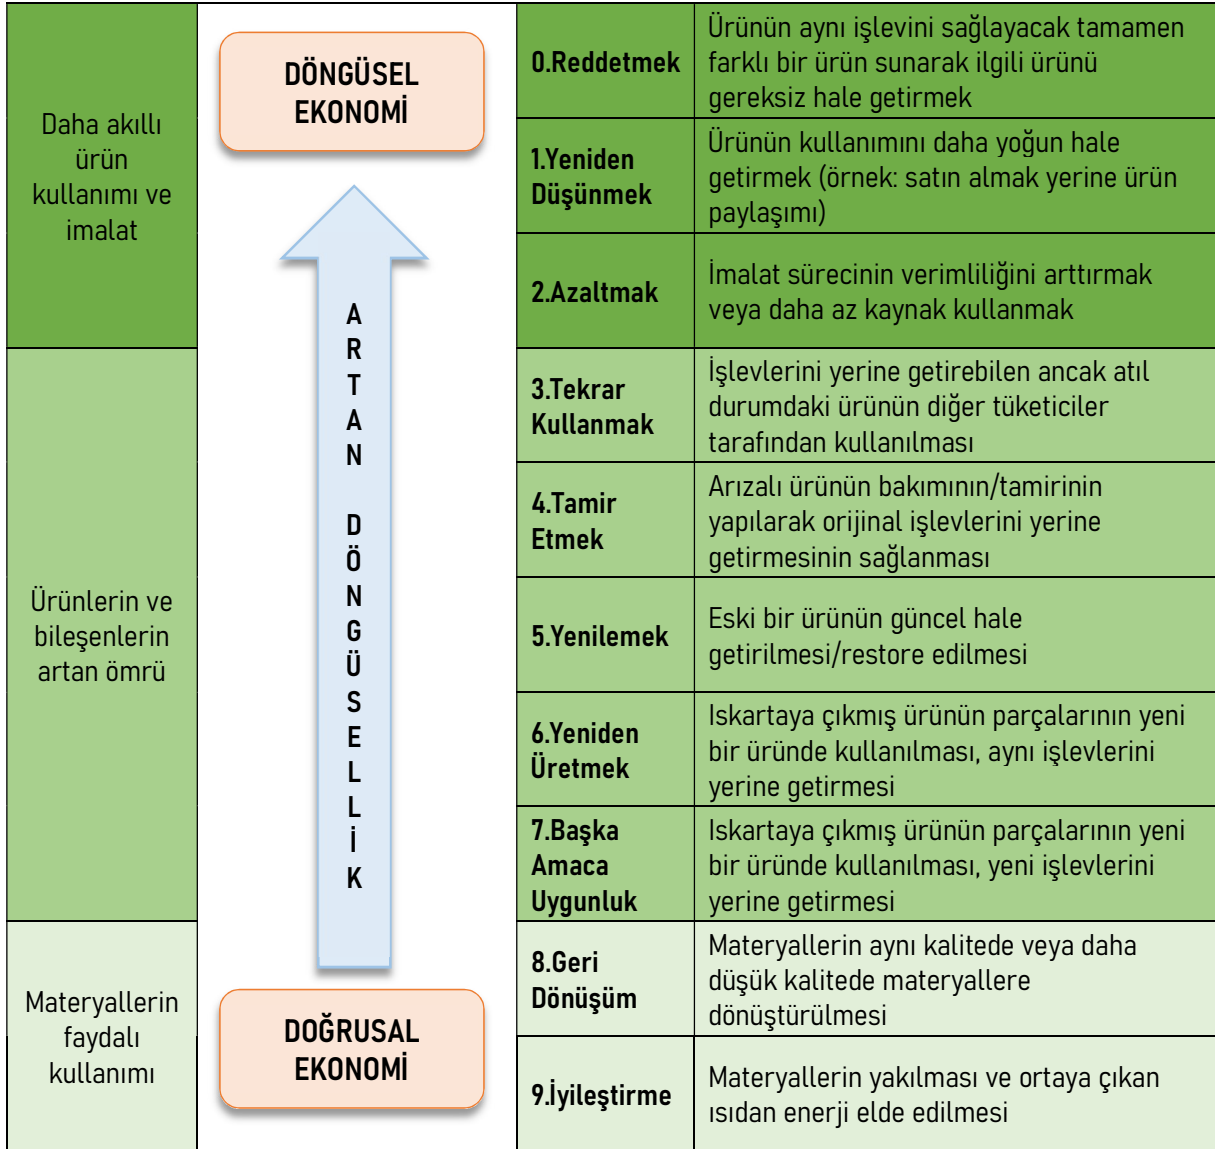 Daha akıllı
ürün
kullanımı ve
imalat
Ürünlerin ve
bileşenlerin
artan ömrü
Materyallerin
faydalı
kullanımı
DÖNGÜSEL
EKONOMİ
ARTAN DÖNGÜSELLİK
DOĞRUSAL
EKONOMİ
0.Reddetmek
Ürünün aynı işlevini sağlayacak tamamen
farklı bir ürün sunarak ilgili ürünü
gereksiz hale getirmek
1.Yeniden
Düşünmek
Ürünün kullanımını daha yoğun hale
getirmek (örnek: satın almak yerine ürün
paylaşımı)
2.Azaltmak
İmalat sürecinin verimliliğini arttırmak
veya daha az kaynak kullanmak
3.Tekrar
Kullanmak
İşlevlerini yerine getirebilen ancak atıl
durumdaki ürünün diğer tüketiciler
tarafından kullanılması
4.Tamir
Etmek
Arızalı ürünün bakımının/tamirinin
yapılarak orijinal işlevlerini yerine
getirmesinin sağlanması
5.Yenilemek
Eski bir ürünün güncel hale
getirilmesi/restore edilmesi
6.Yeniden
Üretmek
Iskartaya çıkmış ürünün parçalarının yeni
bir üründe kullanılması, aynı işlevlerini
yerine getirmesi
7.Başka
Amaca
Uygunluk
Iskartaya çıkmış ürünün parçalarının yeni
bir üründe kullanılması, yeni işlevlerini
yerine getirmesi
8.Geri
Dönüşüm
Materyallerin aynı kalitede veya daha
düşük kalitede materyallere
dönüştürülmesi
9.İyileştirme
Materyallerin yakılması ve ortaya çıkan
ısıdan enerji elde edilmesi